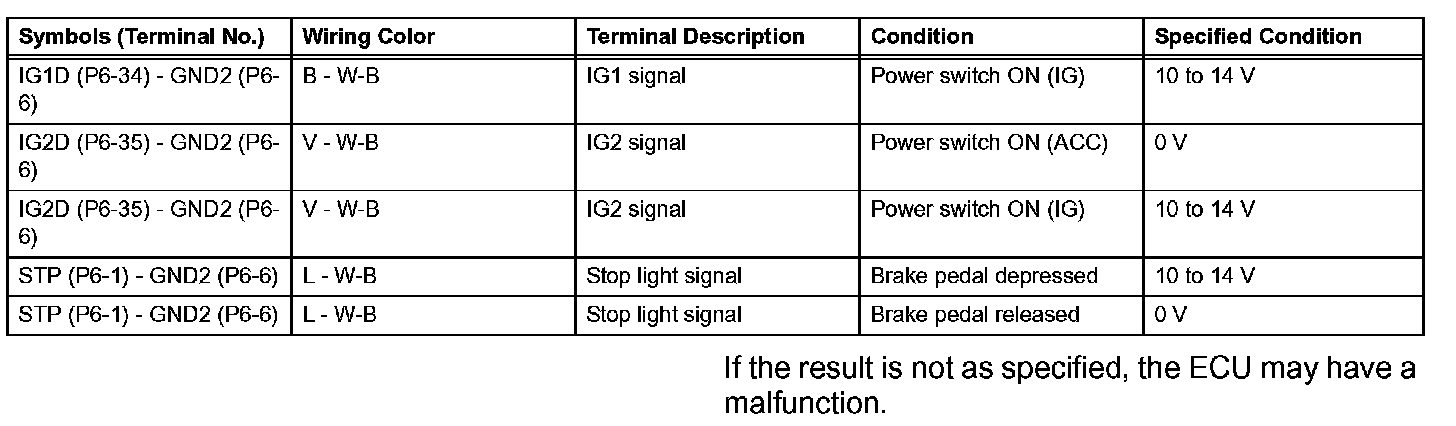 Symbols (Terminal No.) Wiring Color Terminal Description Condition Specified Condition
IG1D (P6-34) - GND2 (P6- B - W-B IG1 signal Power switch ON (IG) 10 to 14 V
6)
IG2D (P6-35) - GND2 (P6- V - W-B IG2 signal Power switch ON (ACC) 0 V
6)
IG2D (P6-35) - GND2 (P6- V - W-B IG2 signal Power switch ON (IG) 10 to 14 V
6)
STP (P6-1) - GND2 (P6-6) L - W-B Stop light signal Brake pedal depressed 10 to 14 V
STP (P6-1) - GND2 (P6-6) L - W-B Stop light signal Brake pedal released 0 V
If the result is not as specified, the ECU may have a
malfunction.